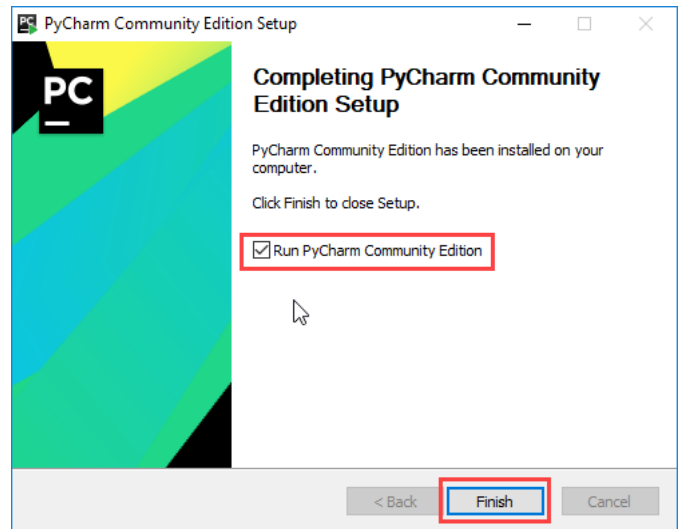 PyCharm Community Edition Setup
PC
Completing PyCharm Community
Edition Setup
PyCharm Community Edition has been installed on your
computer.
Click Finish to close Setup.
Run PyCharm Community Edition
< Back
Finish
Cancel